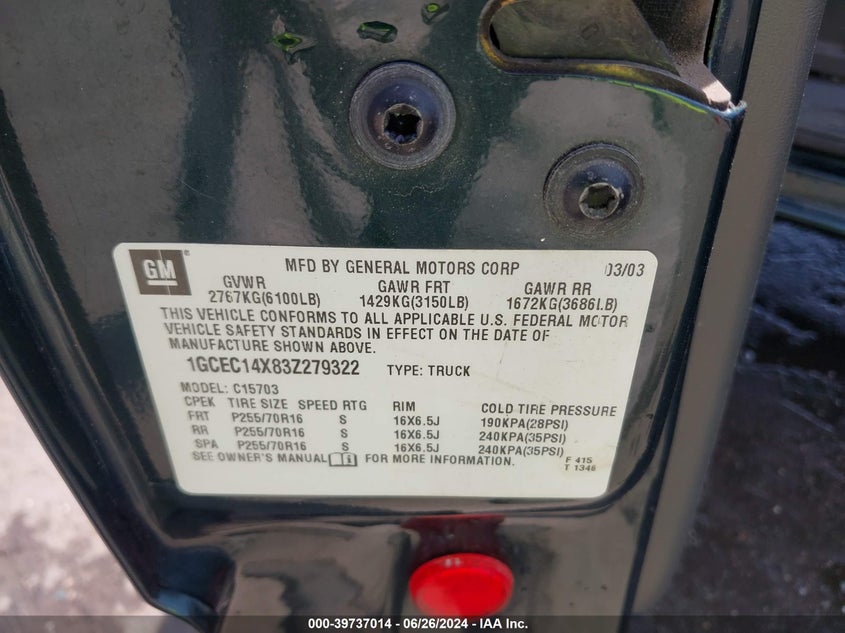 GM ® MFD BY GENERAL MOTORS CORP 03/03
GVWR GAWR FRT GAWR RR
2767KG(6100LB) 1429KG(3150LB) 1672KG(3686LB)
THIS VEHICLE CONFORMS TO ALL APPLICABLE U.S. FEDERAL MOTOR
VEHICLE SAFETY STANDARDS IN EFFECT ON THE DATE OF
MANUFACTURE SHOWN ABOVE.
1GCEC14X83Z279322 TYPE: TRUCK
MODEL: C15703
CPEK TIRE SIZE SPEED RTG RIM COLD TIRE PRESSURE
FRT P255/70R16 S 16X6.5J 190KPA(28PSI)
RR P255/70R16 S 16X6.5J 240KPA(35PSI)
SPA P255/70R16 S 16X6.5J 240KPA(35PSI)
SEE OWNER'S MANUAL FOR MORE INFORMATION.
F 415
T 1346
000-39737014 | 06/26/2024 - IAA Inc.